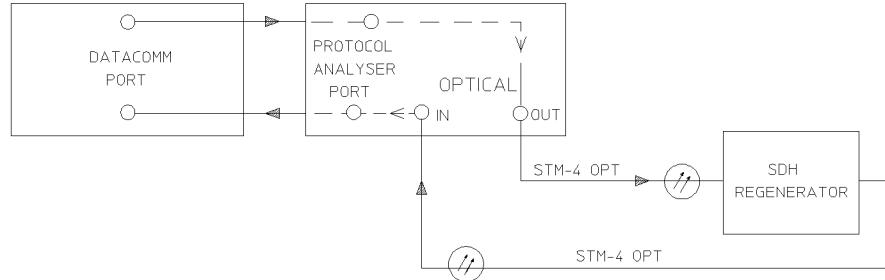 DATACOMM
PORT
PROTOCOL
ANALYSER
PORT
OPTICAL
IN
OUT
STM-4 OPT
SDH
REGENERATOR
STM-4 OPT